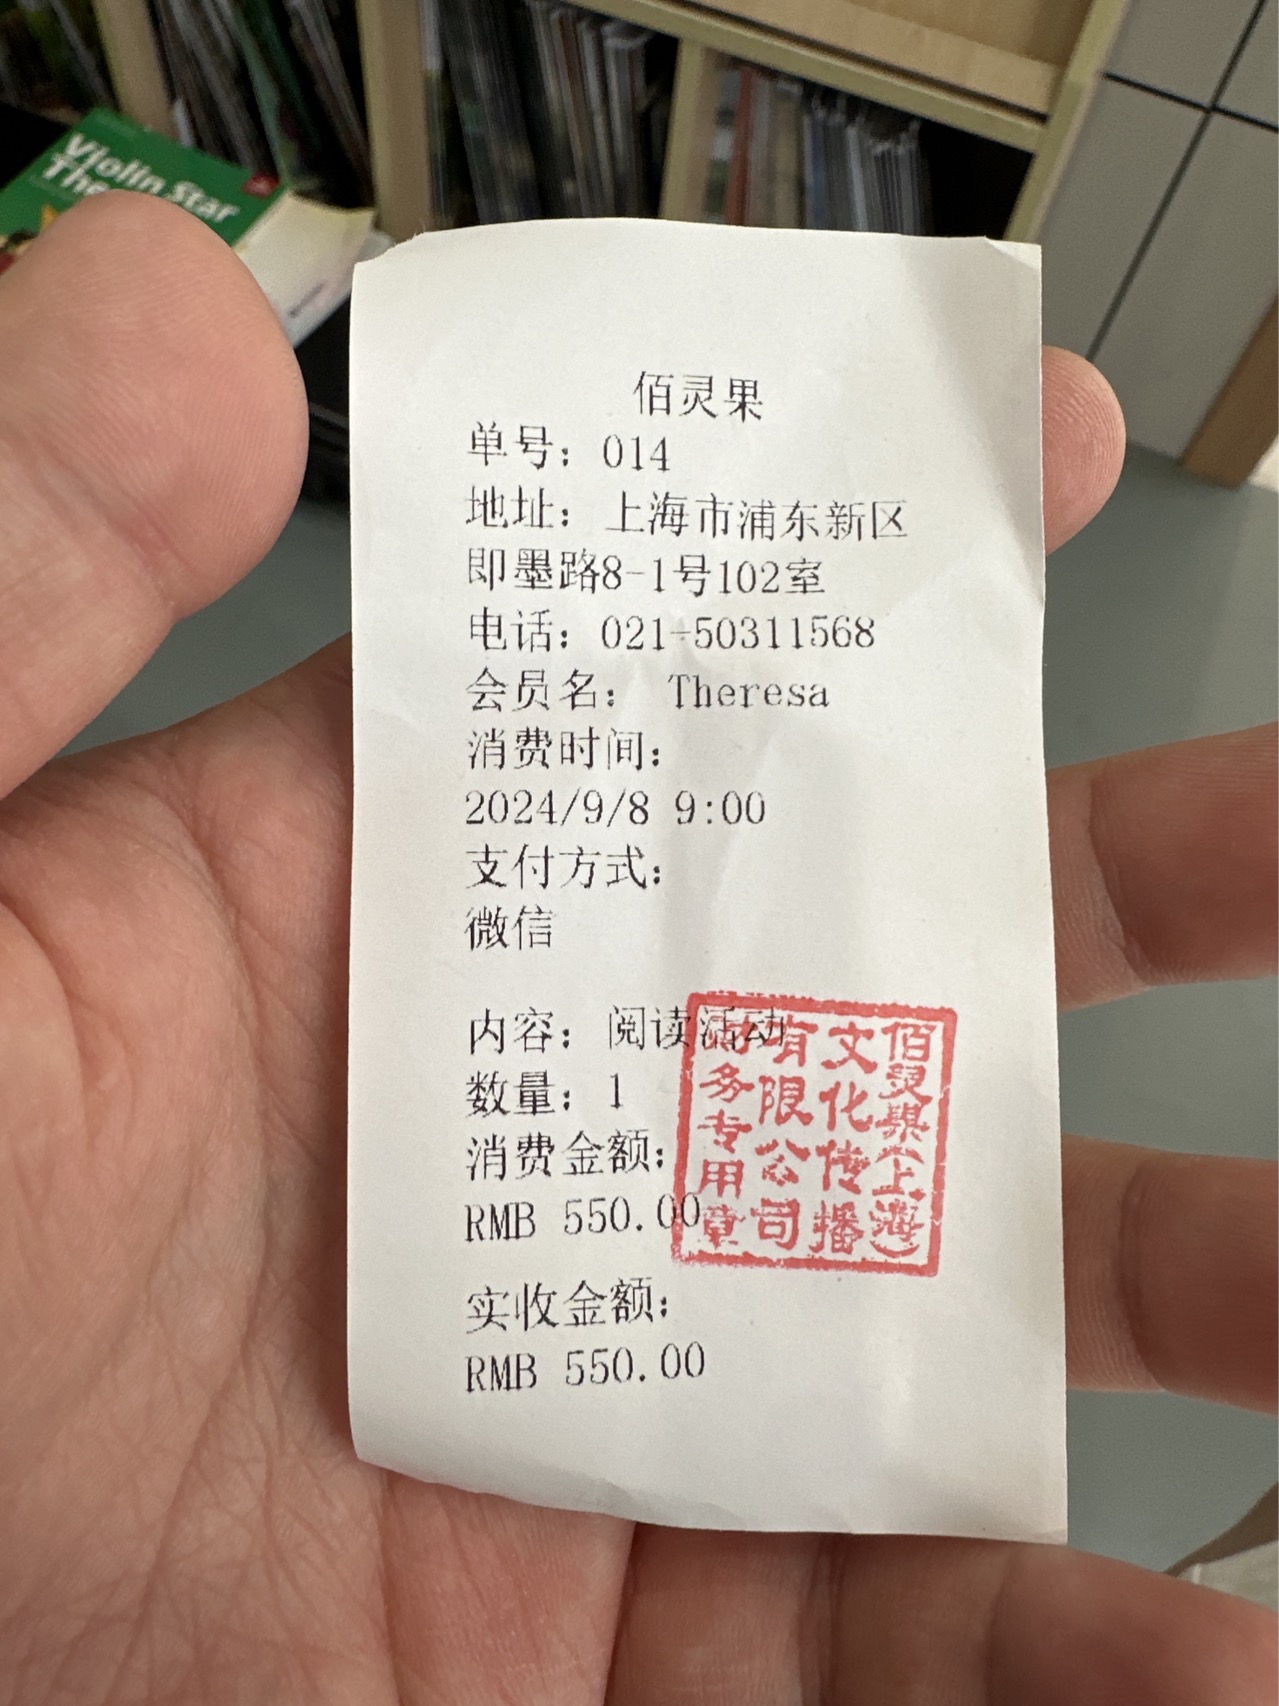 Violin Star
佰灵果
单号：014
地址：上海市浦东新区
即墨路8-1号102室
电话：021-50311568
会员名： Theresa
消费时间：
2024/9/8 9:00
支付方式：
微信
内容：阅读活动
数量：1
消费金额：
RMB 550.00
实收金额：
RMB 550.00
佰灵果（上海）
文化传播
有限公司
财务专用章